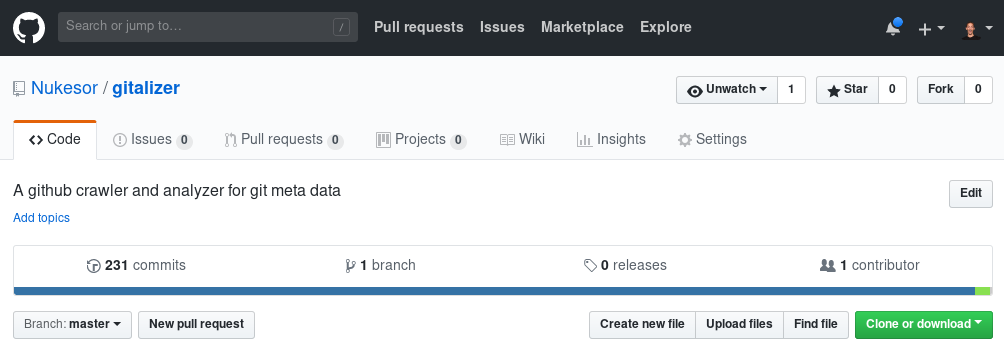 Search or jump to… /
Pull requests Issues Marketplace Explore
Nukesor / gitalizer
Unwatch 1 Star 0 Fork 0
Code Issues 0 Pull requests 0 Projects 0 Wiki Insights Settings
A github crawler and analyzer for git meta data
Edit
Add topics
231 commits 1 branch 0 releases 1 contributor
Branch: master New pull request Create new file Upload files Find file Clone or download